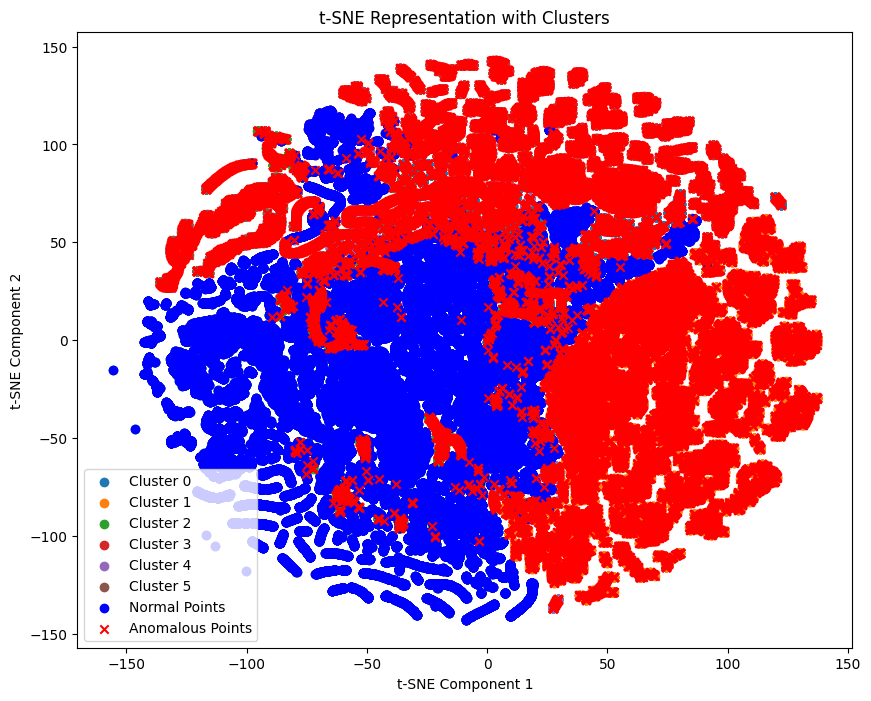 t-SNE Representation with Clusters
150
100
50
0
−50
−100
−150
t-SNE Component 2
Cluster 0
Cluster 1
Cluster 2
Cluster 3
Cluster 4
Cluster 5
Normal Points
Anomalous Points
−150
−100
−50
0
50
100
150
t-SNE Component 1